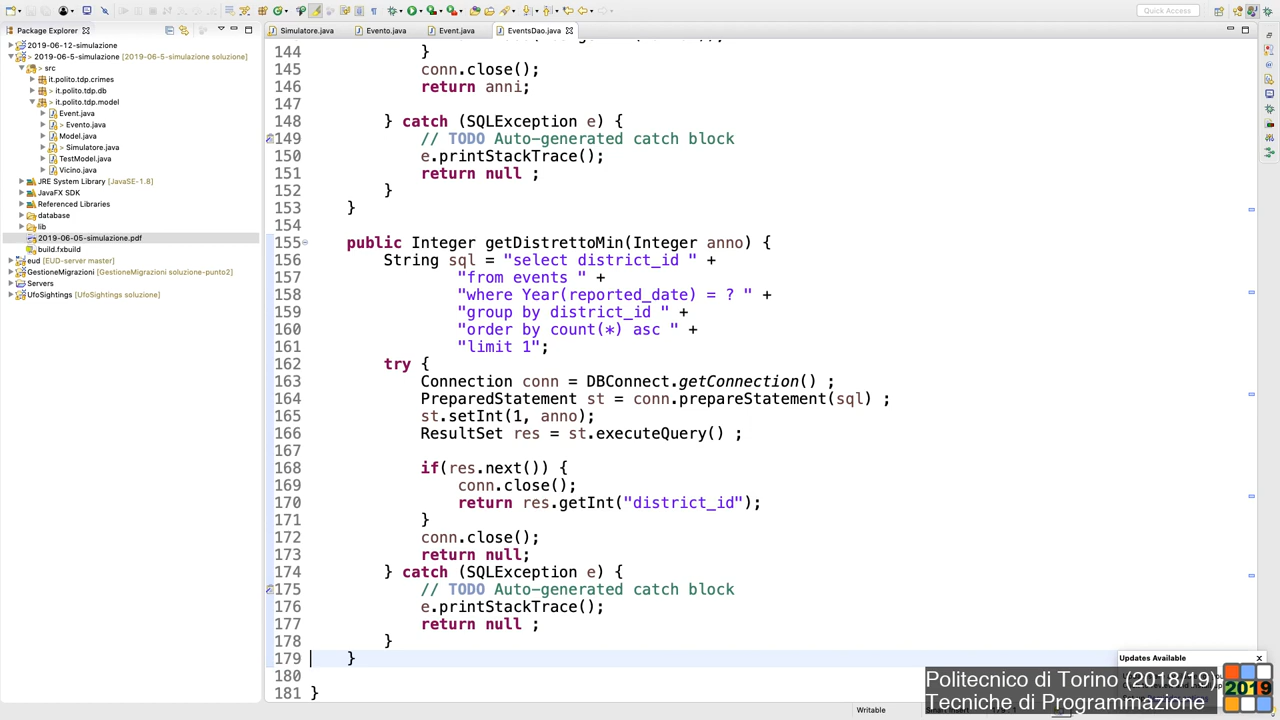 Quick Access
Package Explorer
Simulatore.java
Evento.java
Event.java
EventsDao.java
2019-06-12-simulazione
> 2019-06-5-simulazione [2019-06-5-simulazione soluzione]
> src
it.polito.tdp.crimes
> it.polito.tdp.db
> it.polito.tdp.model
Event.java
> Evento.java
Model.java
> Simulatore.java
TestModel.java
Vicino.java
JRE System Library [JavaSE-1.8]
JavaFX SDK
Referenced Libraries
database
lib
2019-06-05-simulazione.pdf
build.fxbuild
eud [EUD-server master]
GestioneMigrazioni [GestioneMigrazioni soluzione-punto2]
Servers
UfoSightings [UfoSightings soluzione]
144 }
145 conn.close();
146 return anni;
147
148 } catch (SQLException e) {
149 // TODO Auto-generated catch block
150 e.printStackTrace();
151 return null ;
152 }
153 }
154
155 public Integer getDistrettoMin(Integer anno) {
156 String sql = "select district_id " +
157 "from events " +
158 "where Year(reported_date) = ? " +
159 "group by district_id " +
160 "order by count(*) asc " +
161 "limit 1";
162 try {
163 Connection conn = DBConnect.getConnection() ;
164 PreparedStatement st = conn.prepareStatement(sql) ;
165 st.setInt(1, anno);
166 ResultSet res = st.executeQuery() ;
167
168 if(res.next()) {
169 conn.close();
170 return res.getInt("district_id");
171 }
172 conn.close();
173 return null;
174 } catch (SQLException e) {
175 // TODO Auto-generated catch block
176 e.printStackTrace();
177 return null ;
178 }
179 }
180
181 }
Updates Available
Politecnico di Torino (2018/19)
Tecniche di Programmazione
2019
Writable